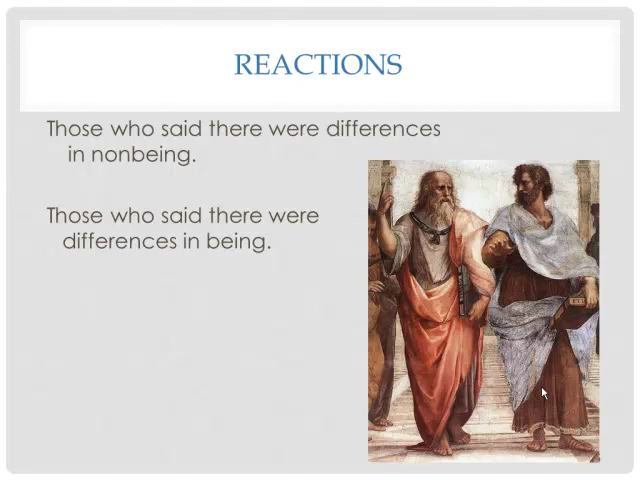 REACTIONS
Those who said there were differences
in nonbeing.
Those who said there were
differences in being.